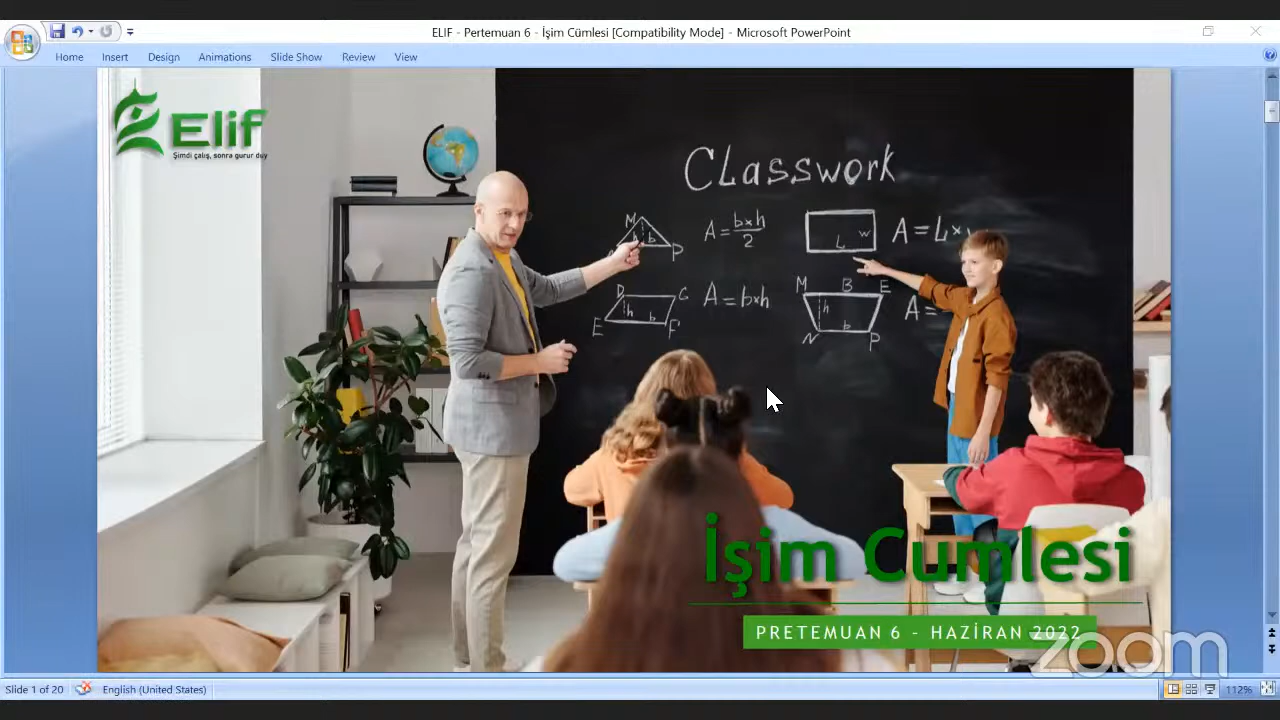 ELIF - Pertemuan 6 - İşim Cümlesi [Compatibility Mode] - Microsoft PowerPoint
Home Insert Design Animations Slide Show Review View
Elif
Şimdi çalış, sonra gurur duy
CLasswork
M
h b
P
A = b×h
2
L W
A = L×
D G
h b
E F
A = b×h
M B E
h
b
N P
A =
İşim Cumlesi
PRETEMUAN 6 - HAZİRAN 2022
zoom
Slide 1 of 20 English (United States) 112%